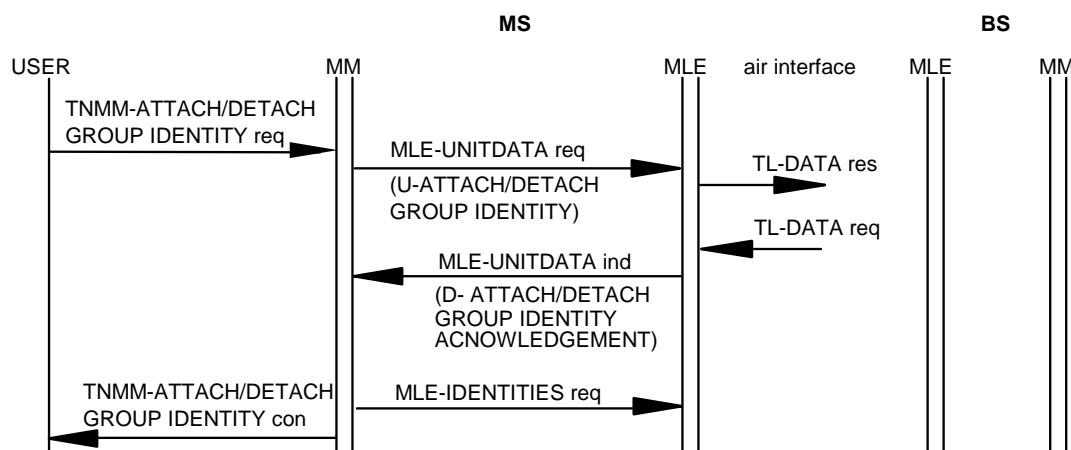 MS BS
USER MM MLE air interface MLE MM
TNMM-ATTACH/DETACH
GROUP IDENTITY req
MLE-UNITDATA req
(U-ATTACH/DETACH
GROUP IDENTITY)
TL-DATA res
TL-DATA req
MLE-UNITDATA ind
(D- ATTACH/DETACH
GROUP IDENTITY
ACNOWLEDGEMENT)
TNMM-ATTACH/DETACH
GROUP IDENTITY con
MLE-IDENTITIES req